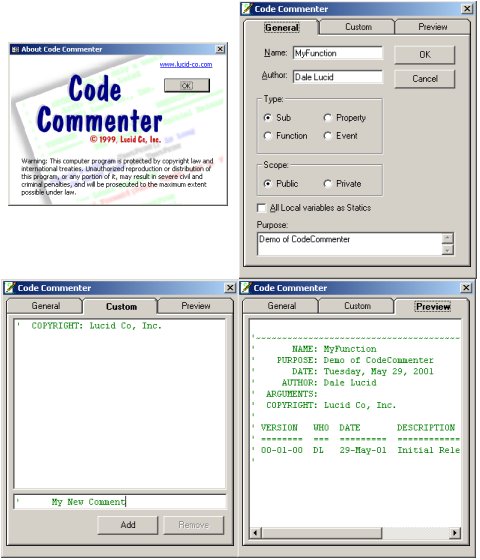 About Code Commenter
www.lucid-co.com
OK
Code
Commenter
© 1999, Lucid Co, Inc.
Warning: This computer program is protected by copyright law and
international treaties. Unauthorized reproduction or distribution of
this program, or any portion of it, may result in severe civil and
criminal penalties, and will be prosecuted to the maximum extent
possible under law.
Code Commenter
General Custom Preview
Name: MyFunction OK
Author: Dale Lucid Cancel
Type:
Sub Property
Function Event
Scope:
Public Private
All Local variables as Statics
Purpose:
Demo of CodeCommenter
Code Commenter
General Custom Preview
' COPYRIGHT: Lucid Co, Inc.
' My New Comment
Add Remove
Code Commenter
General Custom Preview
'~~~~~~~~~~~~~~~~~~~~~~~~~~~~~~~~~~~~~~~~
' NAME: MyFunction
' PURPOSE: Demo of CodeCommenter
' DATE: Tuesday, May 29, 2001
' AUTHOR: Dale Lucid
' ARGUMENTS:
' COPYRIGHT: Lucid Co, Inc.
'
' VERSION WHO DATE DESCRIPTION
' ======== === ========= ============
' 00-01-00 DL 29-May-01 Initial Rele
'